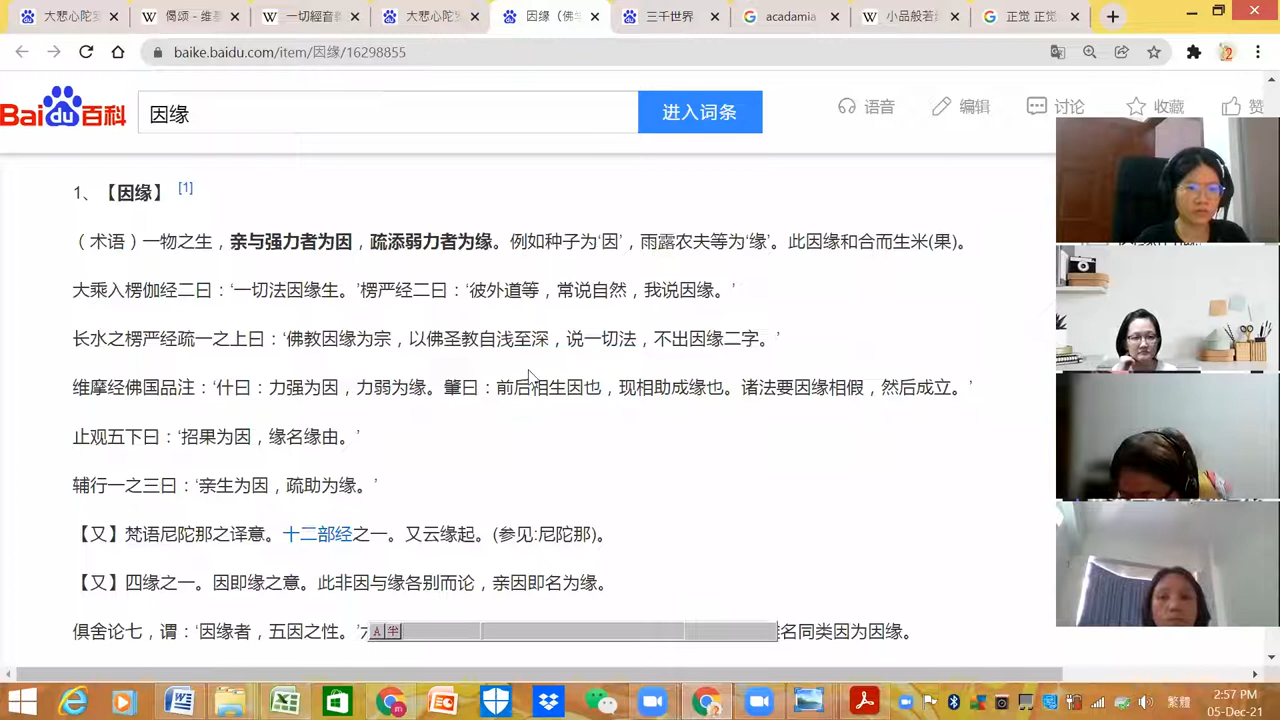 大悲心陀罗
偈颂 - 维基
一切經音義
大悲心陀罗
因缘（佛学
三千世界
acadamia
小品般若
正觉 正觉
baike.baidu.com/item/因缘/16298855
Bai百科
因缘
进入词条
语音
编辑
讨论
收藏
赞
1、【因缘】 [1]
（术语）一物之生，亲与强力者为因，疏添弱力者为缘。例如种子为‘因’，雨露农夫等为‘缘’。此因缘和合而生米(果)。
大乘入楞伽经二曰：‘一切法因缘生。’楞严经二曰：‘彼外道等，常说自然，我说因缘。’
长水之楞严经疏一之上曰：‘佛教因缘为宗，以佛圣教自浅至深，说一切法，不出因缘二字。’
维摩经佛国品注：‘什曰：力强为因，力弱为缘。肇曰：前后相生因也，现相助成缘也。诸法要因缘相假，然后成立。’
止观五下曰：‘招果为因，缘名缘由。’
辅行一之三曰：‘亲生为因，疏助为缘。’
【又】梵语尼陀那之译意。十二部经之一。又云缘起。(参见:尼陀那)。
【又】四缘之一。因即缘之意。此非因与缘各别而论，亲因即名为缘。
俱舍论七，谓：‘因缘者，五因之性。’
A 半
名同类因为因缘。
繁體
2:57 PM
05-Dec-21